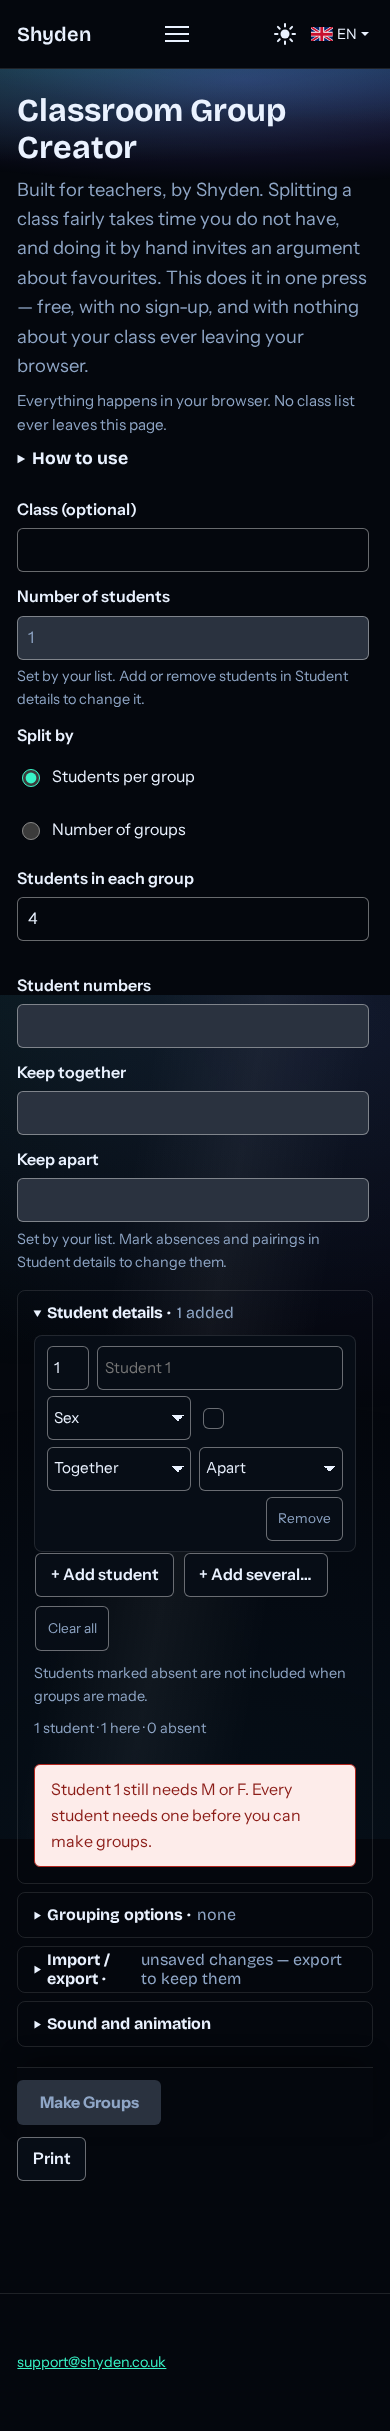 Shyden
EN
Classroom Group
Creator
Built for teachers, by Shyden. Splitting a
class fairly takes time you do not have,
and doing it by hand invites an argument
about favourites. This does it in one press
— free, with no sign-up, and with nothing
about your class ever leaving your
browser.
Everything happens in your browser. No class list
ever leaves this page.
How to use
Class (optional)
Number of students
1
Set by your list. Add or remove students in Student
details to change it.
Split by
Students per group
Number of groups
Students in each group
4
Student numbers
Keep together
Keep apart
Set by your list. Mark absences and pairings in
Student details to change them.
Student details · 1 added
1 Student 1
Sex
Together Apart
Remove
+ Add student + Add several...
Clear all
Students marked absent are not included when
groups are made.
1 student · 1 here · 0 absent
Student 1 still needs M or F. Every
student needs one before you can
make groups.
Grouping options · none
Import / export · unsaved changes — export
to keep them
Sound and animation
Make Groups
Print
support@shyden.co.uk